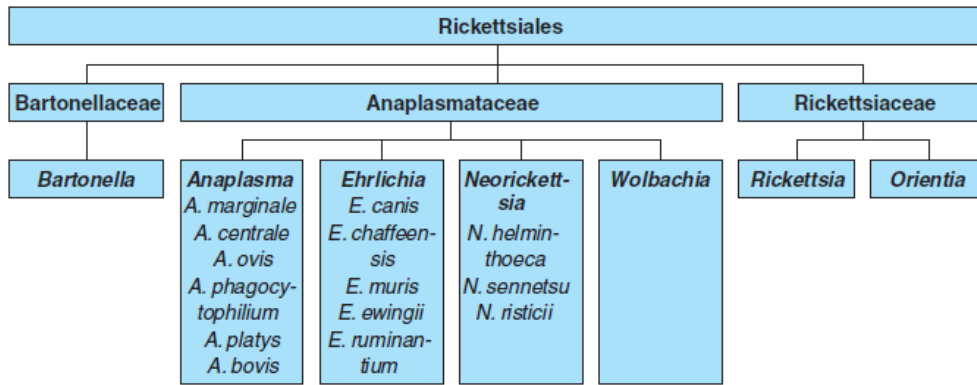 Rickettsiales
Bartonellaceae
Anaplasmataceae
Rickettsiaceae
Bartonella
Anaplasma
A. marginale
A. centrale
A. ovis
A. phagocy-
tophilium
A. platys
A. bovis
Ehrlichia
E. canis
E. chaffeen-
sis
E. muris
E. ewingii
E. ruminan-
tium
Neorickett-
sia
N. helmin-
thoeca
N. sennetsu
N. risticii
Wolbachia
Rickettsia
Orientia